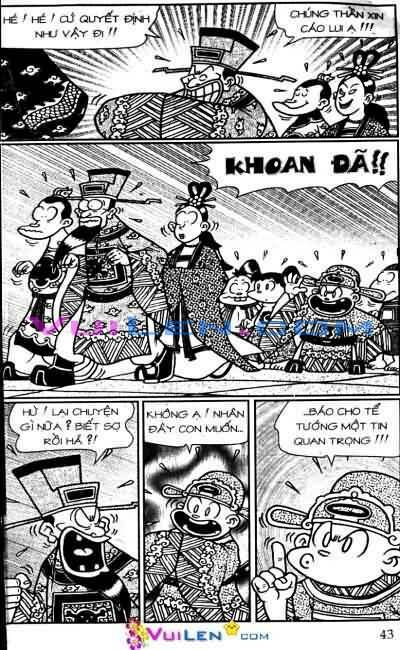 HÉ ! HÉ ! CỨ QUYẾT ĐỊNH
NHƯ VẬY ĐI !!
CHÚNG THẦN XIN
CÁO LUI Ạ !!!
KHOAN ĐÃ!!
VuiLen.com
HỪ ! LẠI CHUYỆN
GÌ NỮA ? BIẾT SỢ
RỒI HẢ ?!
KHÔNG Ạ ! NHÂN
ĐÂY CON MUỐN...
...BÁO CHO TỂ
TƯỚNG MỘT TIN
QUAN TRỌNG !!!
43
VuiLen.com